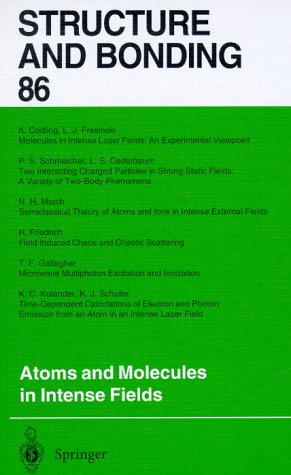 STRUCTURE
AND BONDING
86
K. Codling, L. J. Frasinski
Molecules in Intense Laser Fields: An Experimental Viewpoint
P. S. Schmelcher, L. S. Cederbaum
Two Interacting Charged Particles in Strong Static Fields:
A Variety of Two-Body Phenomena
N. H. March
Semiclassical Theory of Atoms and Ions in Intense External Fields
H. Friedrich
Field Induced Chaos and Chaotic Scattering
T. F. Gallagher
Microwave Multiphoton Excitation and Ionization
K. C. Kulander, K. J. Schafer
Time-Dependent Calculations of Electron and Photon
Emission from an Atom in an Intense Laser Field
Atoms and Molecules
in Intense Fields
Springer